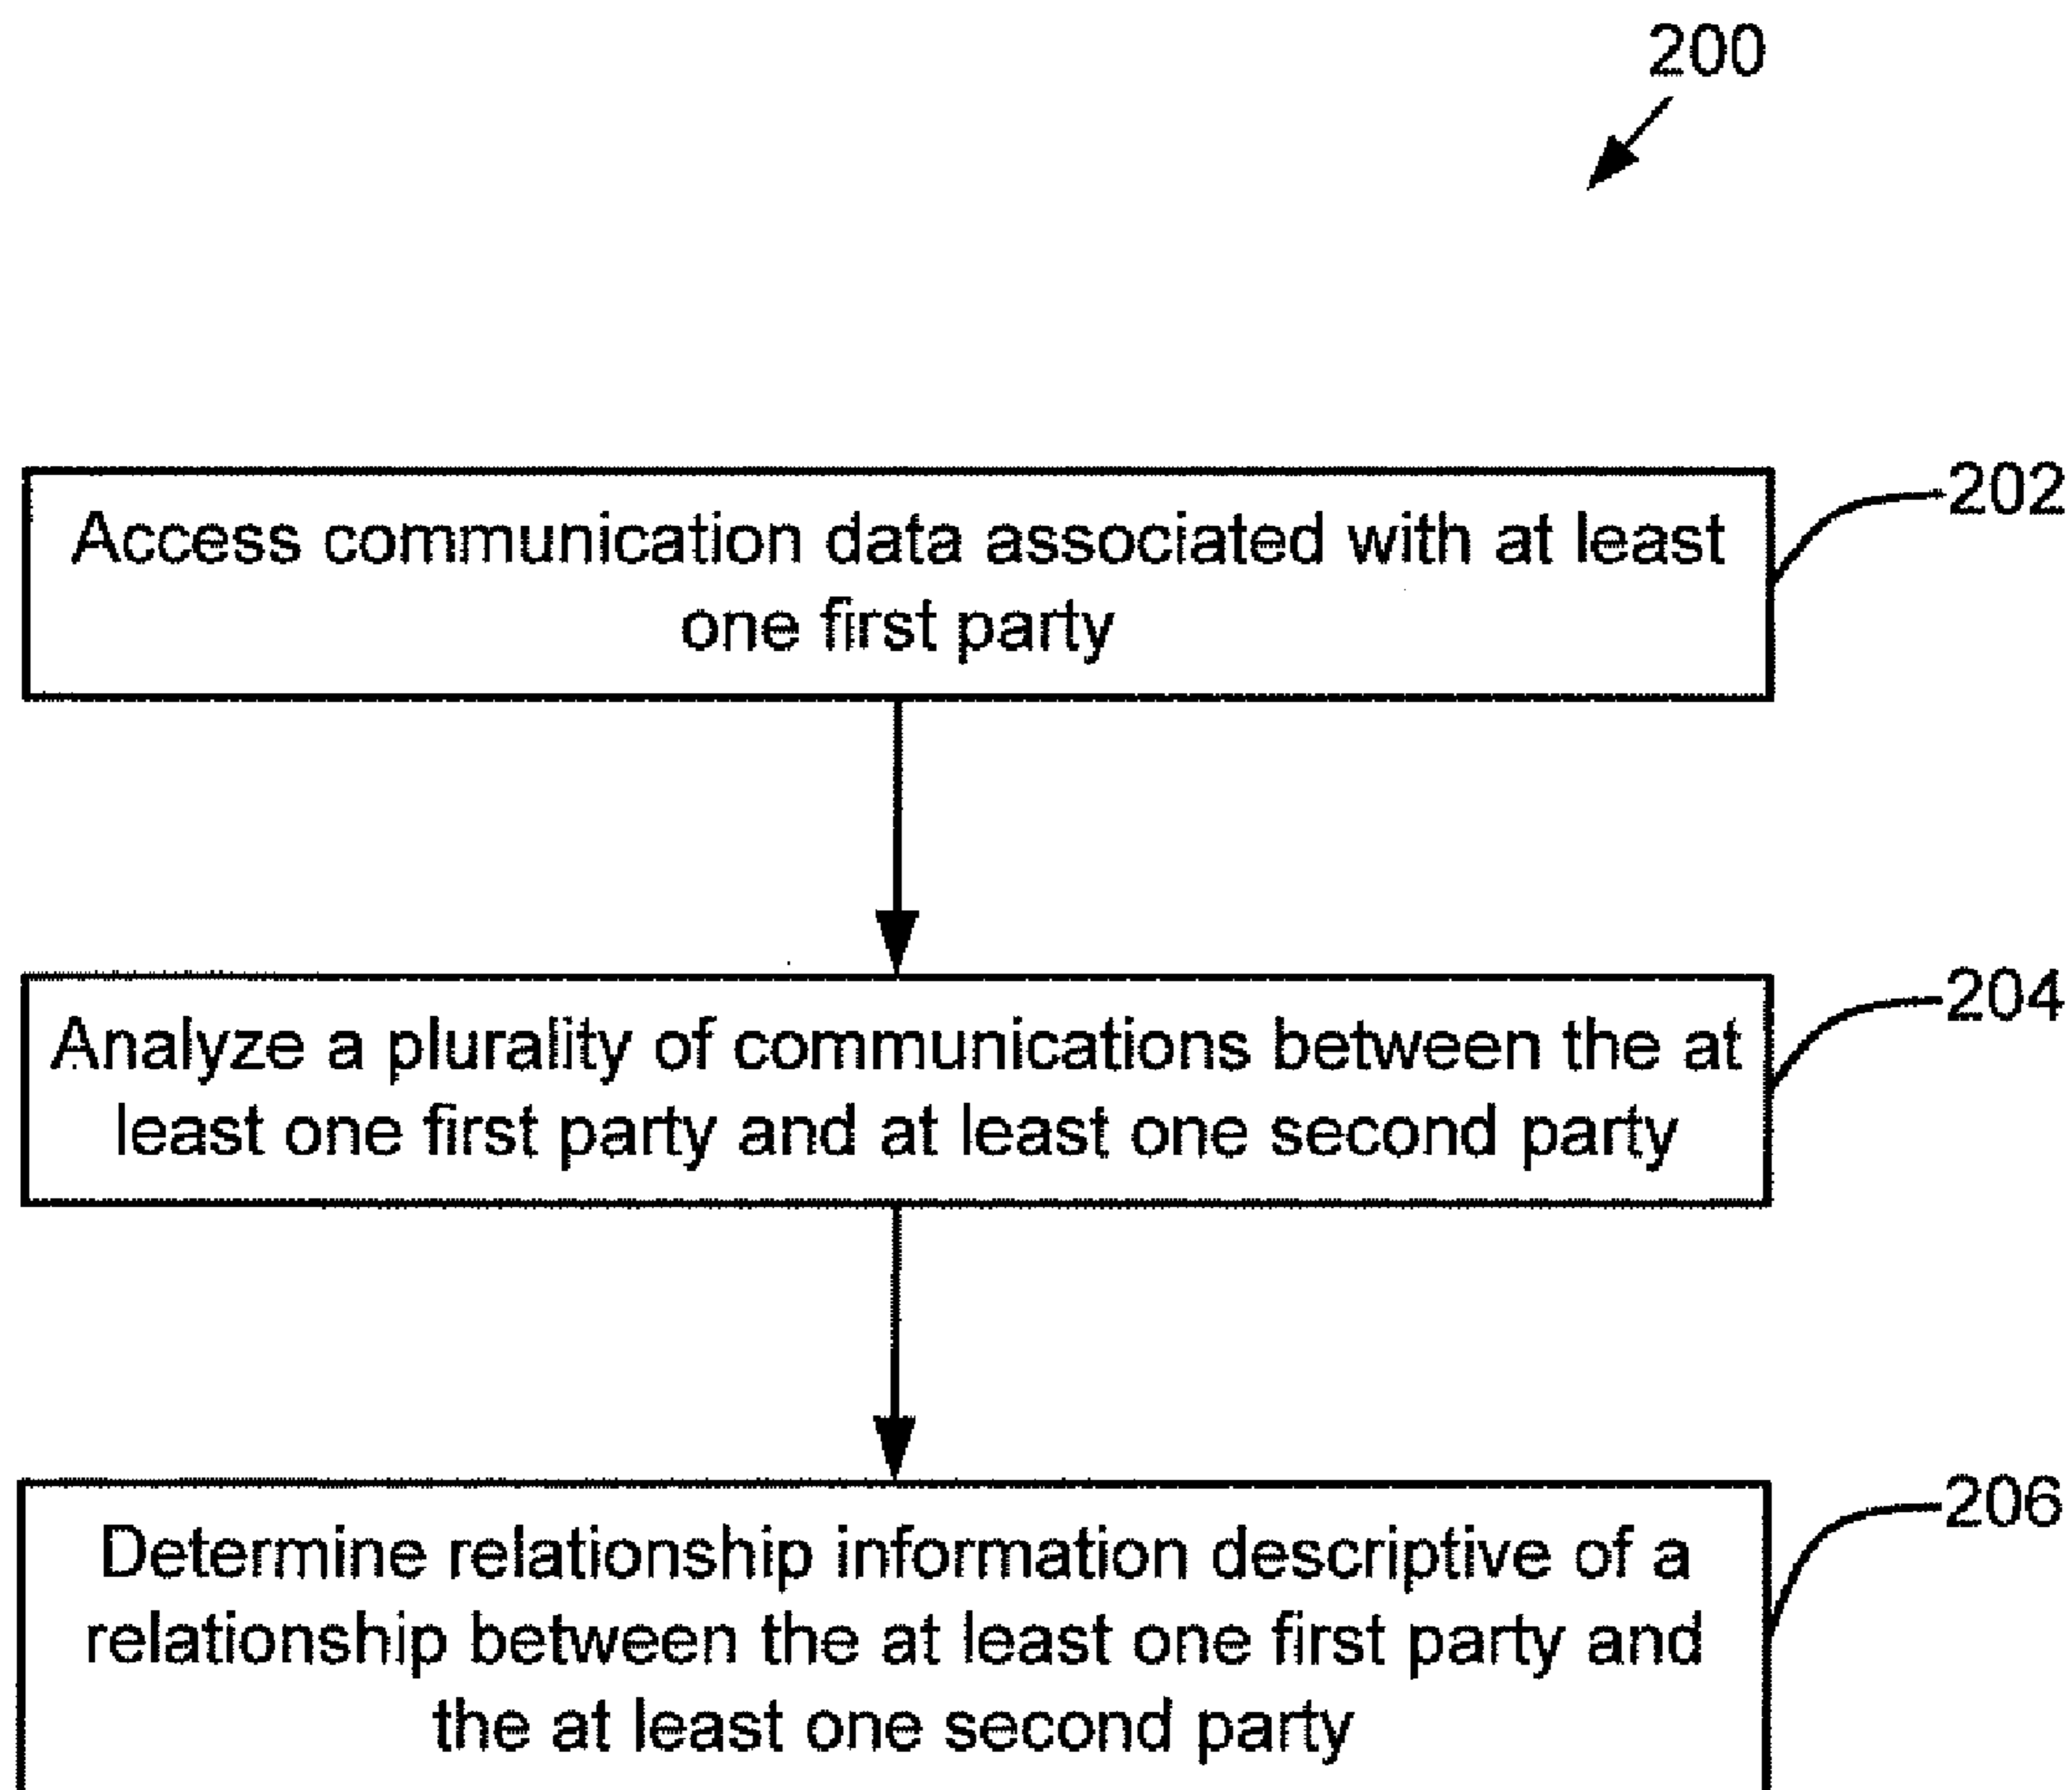 200
Access communication data associated with at least
one first party
202
Analyze a plurality of communications between the at
least one first party and at least one second party
204
Determine relationship information descriptive of a
relationship between the at least one first party and
the at least one second party
206